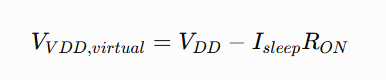 V_{VDD,virtual} = V_{DD} − I_{sleep}R_{ON}